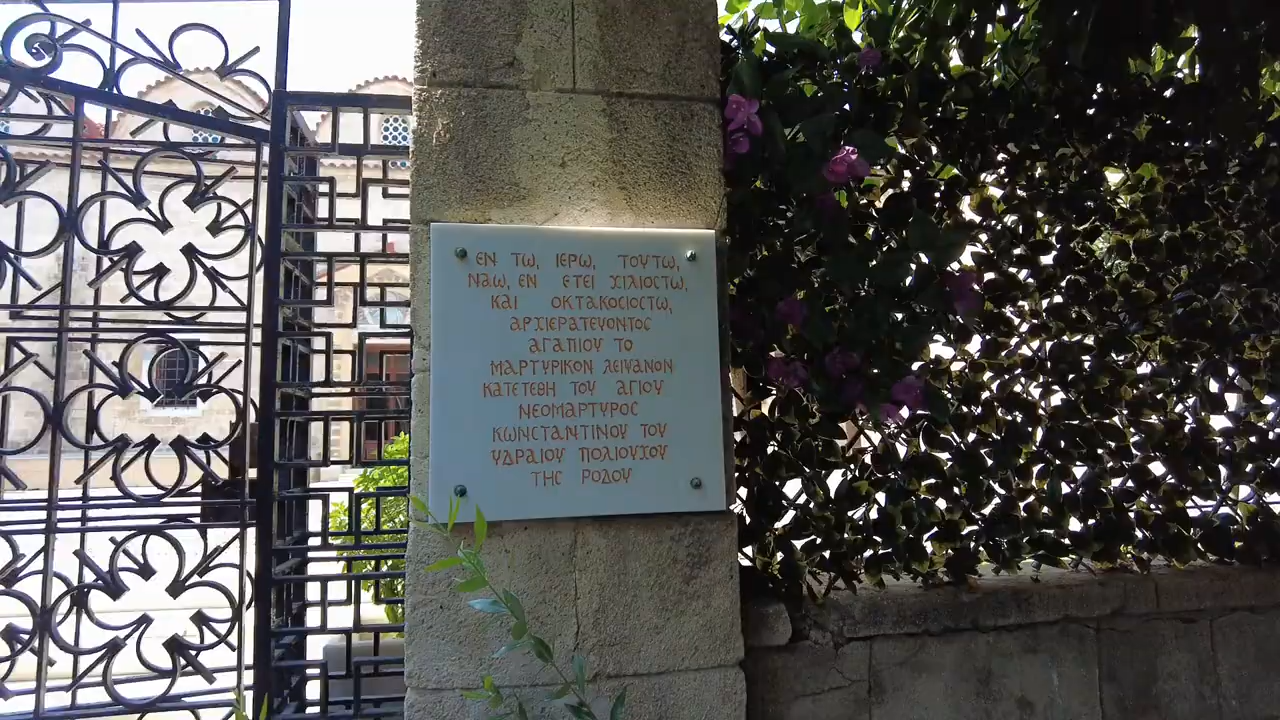 ΕΝ ΤΩ, ΙΕΡΩ, ΤΟΥΤΩ,
ΝΑΩ, ΕΝ ΕΤΕΙ ΧΙΛΙΟϹΤΩ,
ΚΑΙ ΟΚΤΑΚΟϹΙΟϹΤΩ,
ΑΡΧΙΕΡΑΤΕΥΟΝΤΟϹ
ΑΓΑΠΙΟΥ ΤΟ
ΜΑΡΤΥΡΙΚΟΝ ΛΕΙΨΑΝΟΝ
ΚΑΤΕΤΕΘΗ ΤΟΥ ΑΓΙΟΥ
ΝΕΟΜΑΡΤΥΡΟϹ
ΚΩΝϹΤΑΝΤΙΝΟΥ ΤΟΥ
ΥΔΡΑΙΟΥ ΠΟΛΙΟΥΧΟΥ
ΤΗϹ ΡΟΔΟΥ